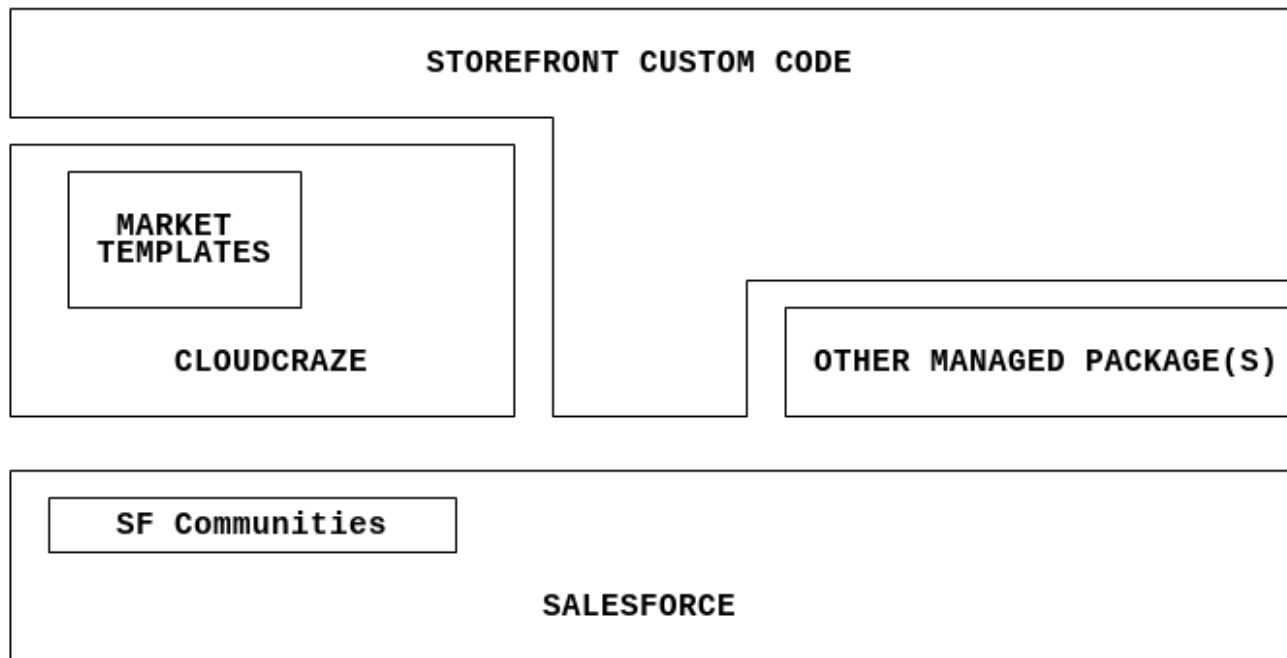 STOREFRONT CUSTOM CODE
MARKET
TEMPLATES
CLOUDCRAZE
OTHER MANAGED PACKAGE(S)
SF Communities
SALESFORCE